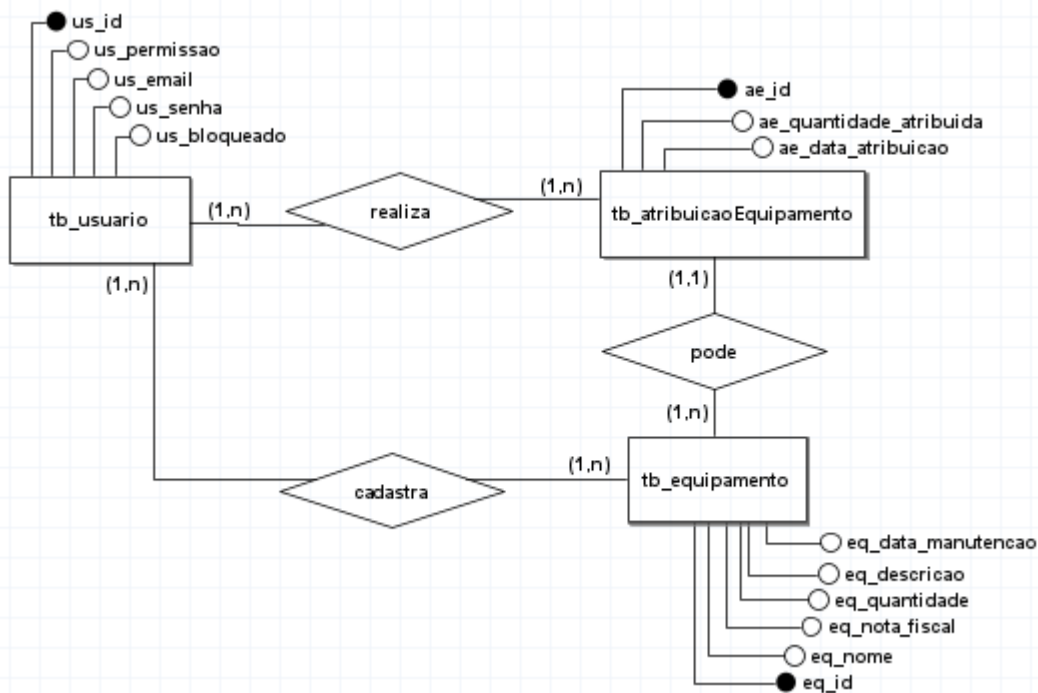 us_id
us_permissao
us_email
us_senha
us_bloqueado
ae_id
ae_quantidade_atribuida
ae_data_atribuicao
tb_usuario
(1,n)
realiza
(1,n)
tb_atribuicaoEquipamento
(1,n)
(1,1)
pode
(1,n)
cadastra
(1,n)
tb_equipamento
eq_data_manutencao
eq_descricao
eq_quantidade
eq_nota_fiscal
eq_nome
eq_id